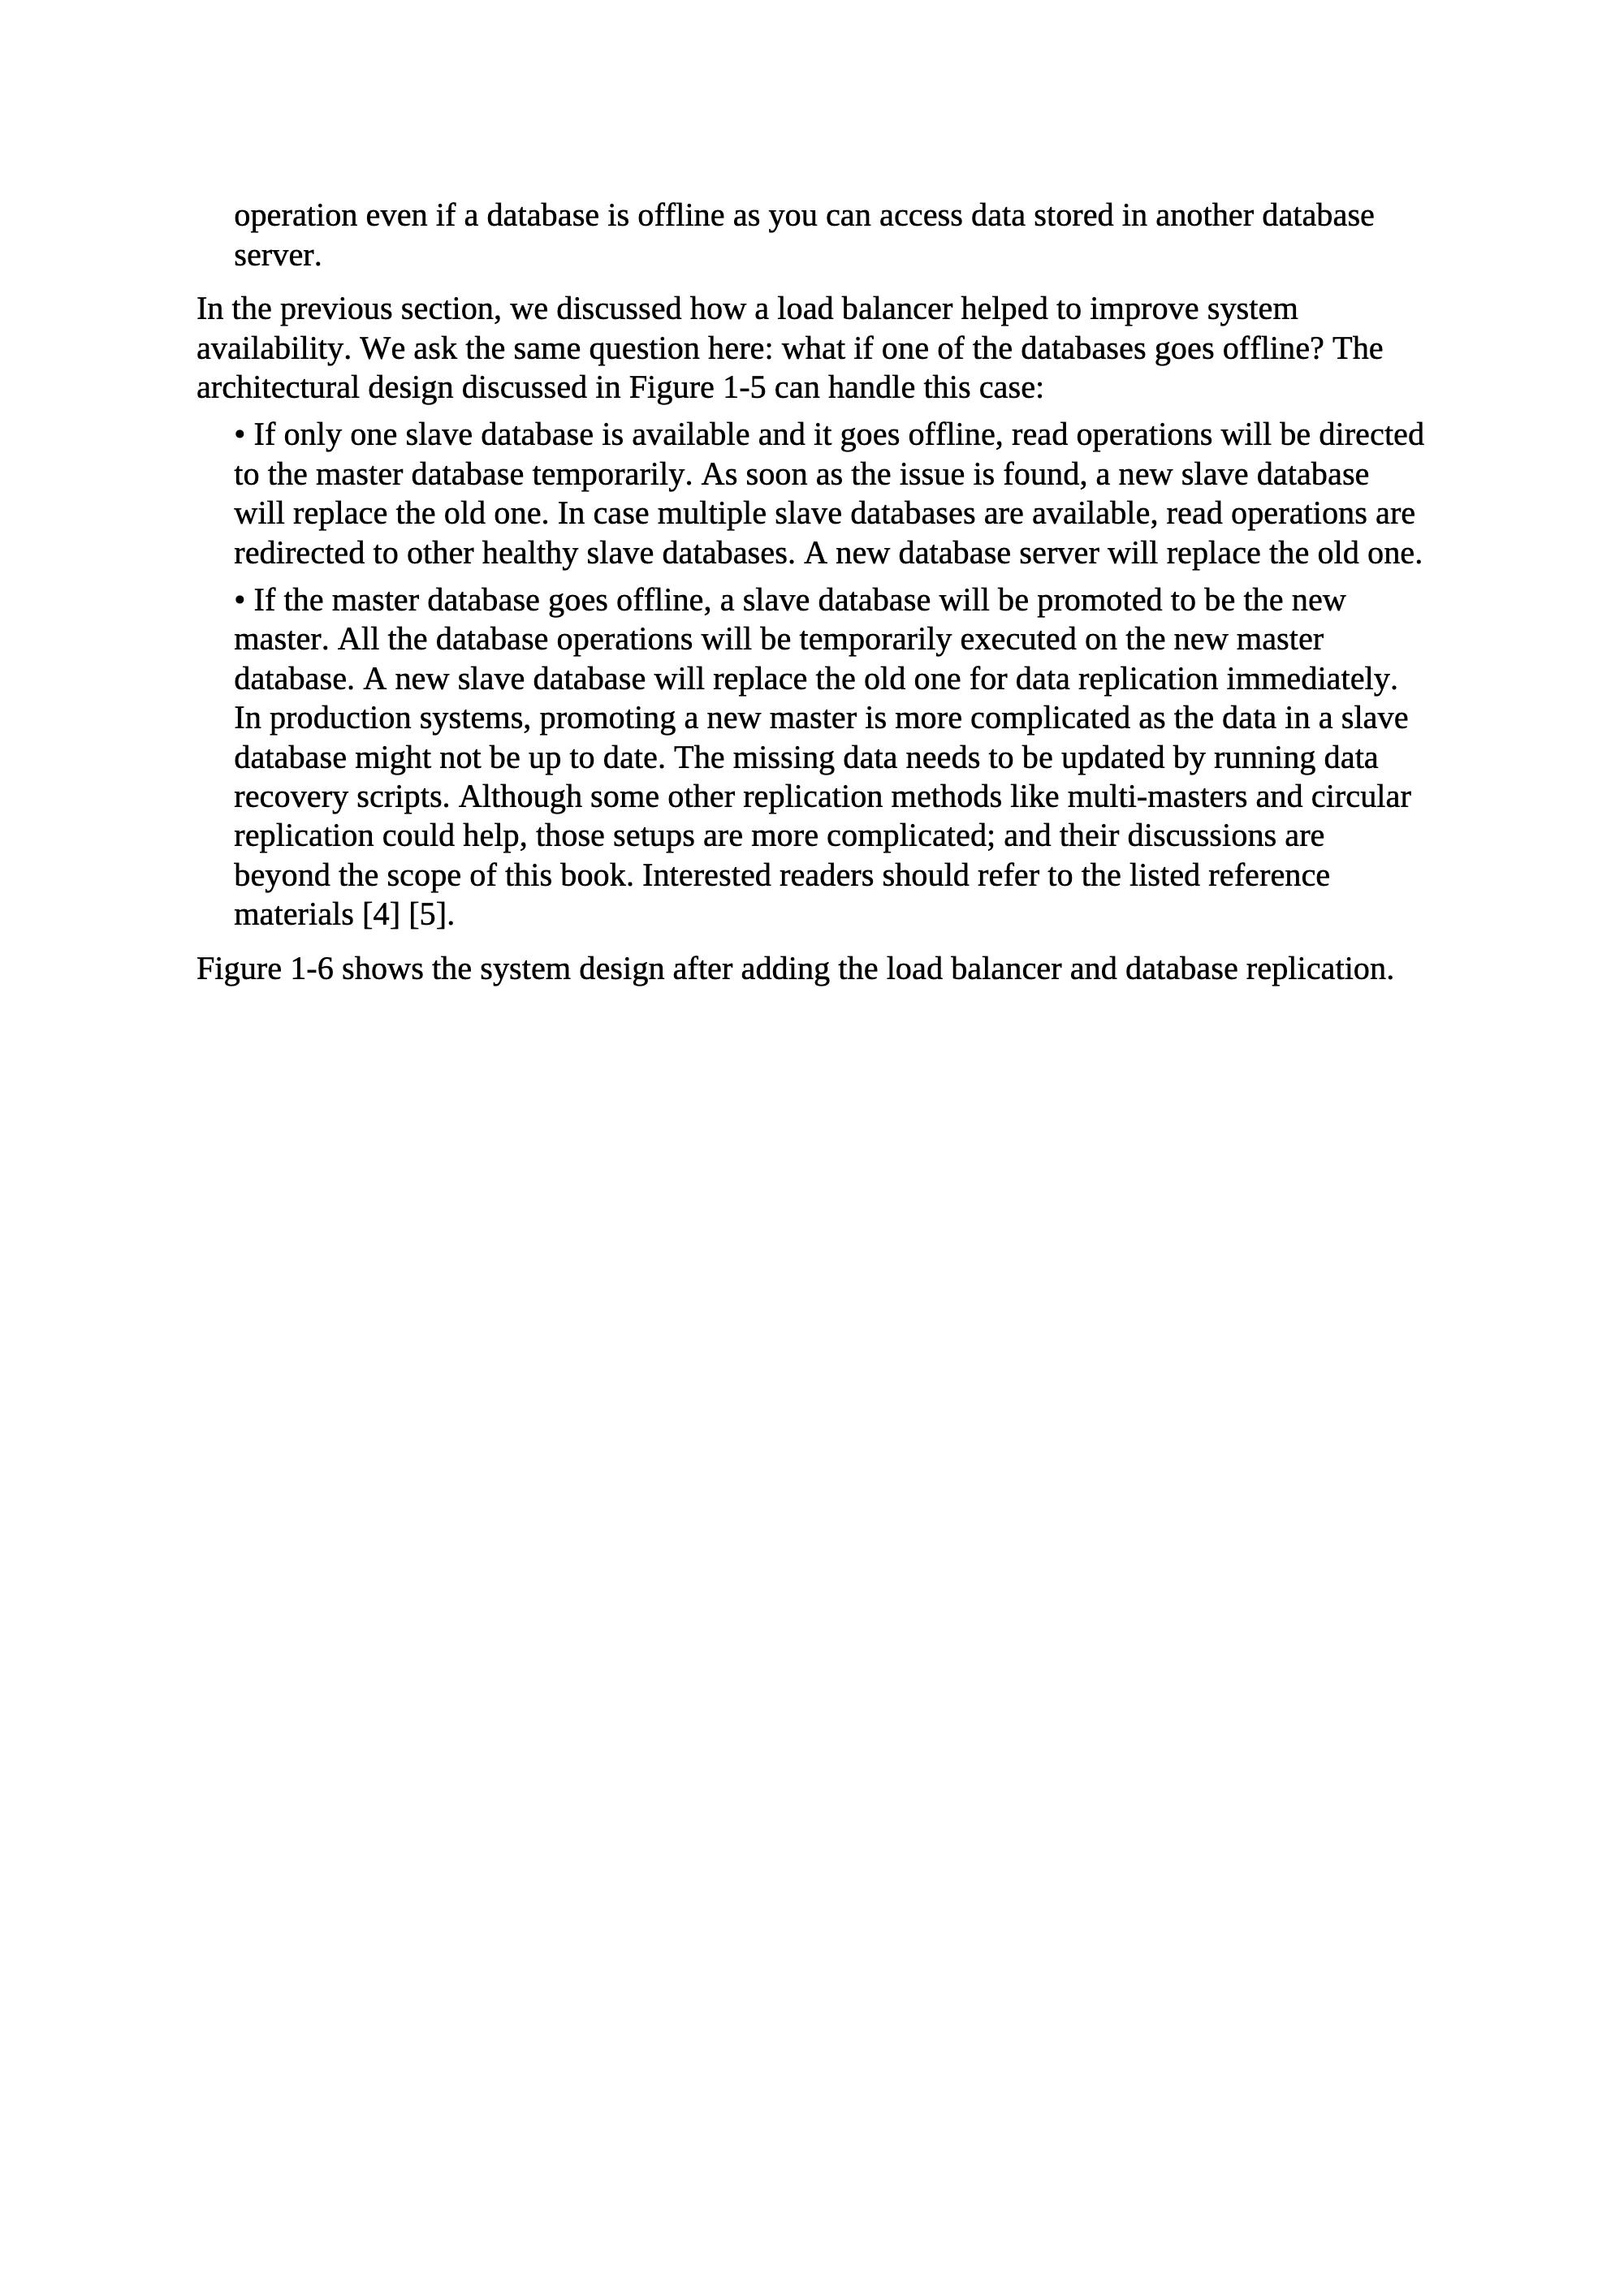 operation even if a database is offline as you can access data stored in another database
server.
In the previous section, we discussed how a load balancer helped to improve system
availability. We ask the same question here: what if one of the databases goes offline? The
architectural design discussed in Figure 1-5 can handle this case:
• If only one slave database is available and it goes offline, read operations will be directed
to the master database temporarily. As soon as the issue is found, a new slave database
will replace the old one. In case multiple slave databases are available, read operations are
redirected to other healthy slave databases. A new database server will replace the old one.
• If the master database goes offline, a slave database will be promoted to be the new
master. All the database operations will be temporarily executed on the new master
database. A new slave database will replace the old one for data replication immediately.
In production systems, promoting a new master is more complicated as the data in a slave
database might not be up to date. The missing data needs to be updated by running data
recovery scripts. Although some other replication methods like multi-masters and circular
replication could help, those setups are more complicated; and their discussions are
beyond the scope of this book. Interested readers should refer to the listed reference
materials [4] [5].
Figure 1-6 shows the system design after adding the load balancer and database replication.